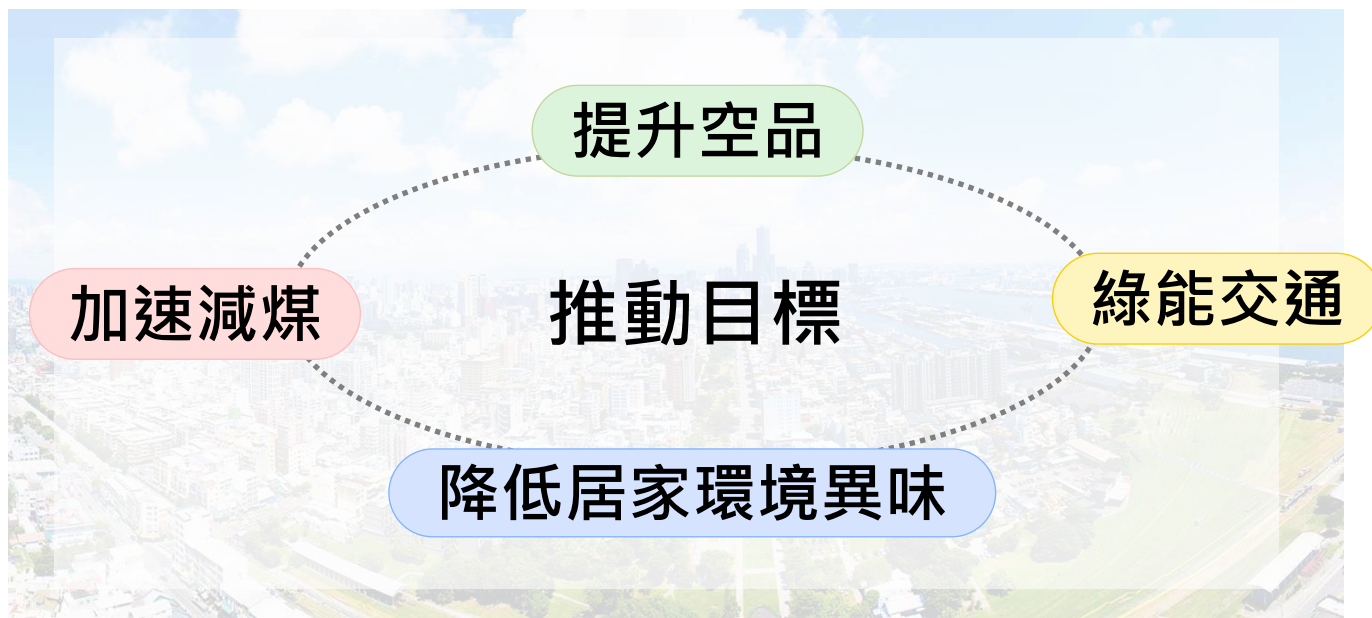 提升空品
加速減煤
推動目標
綠能交通
降低居家環境異味